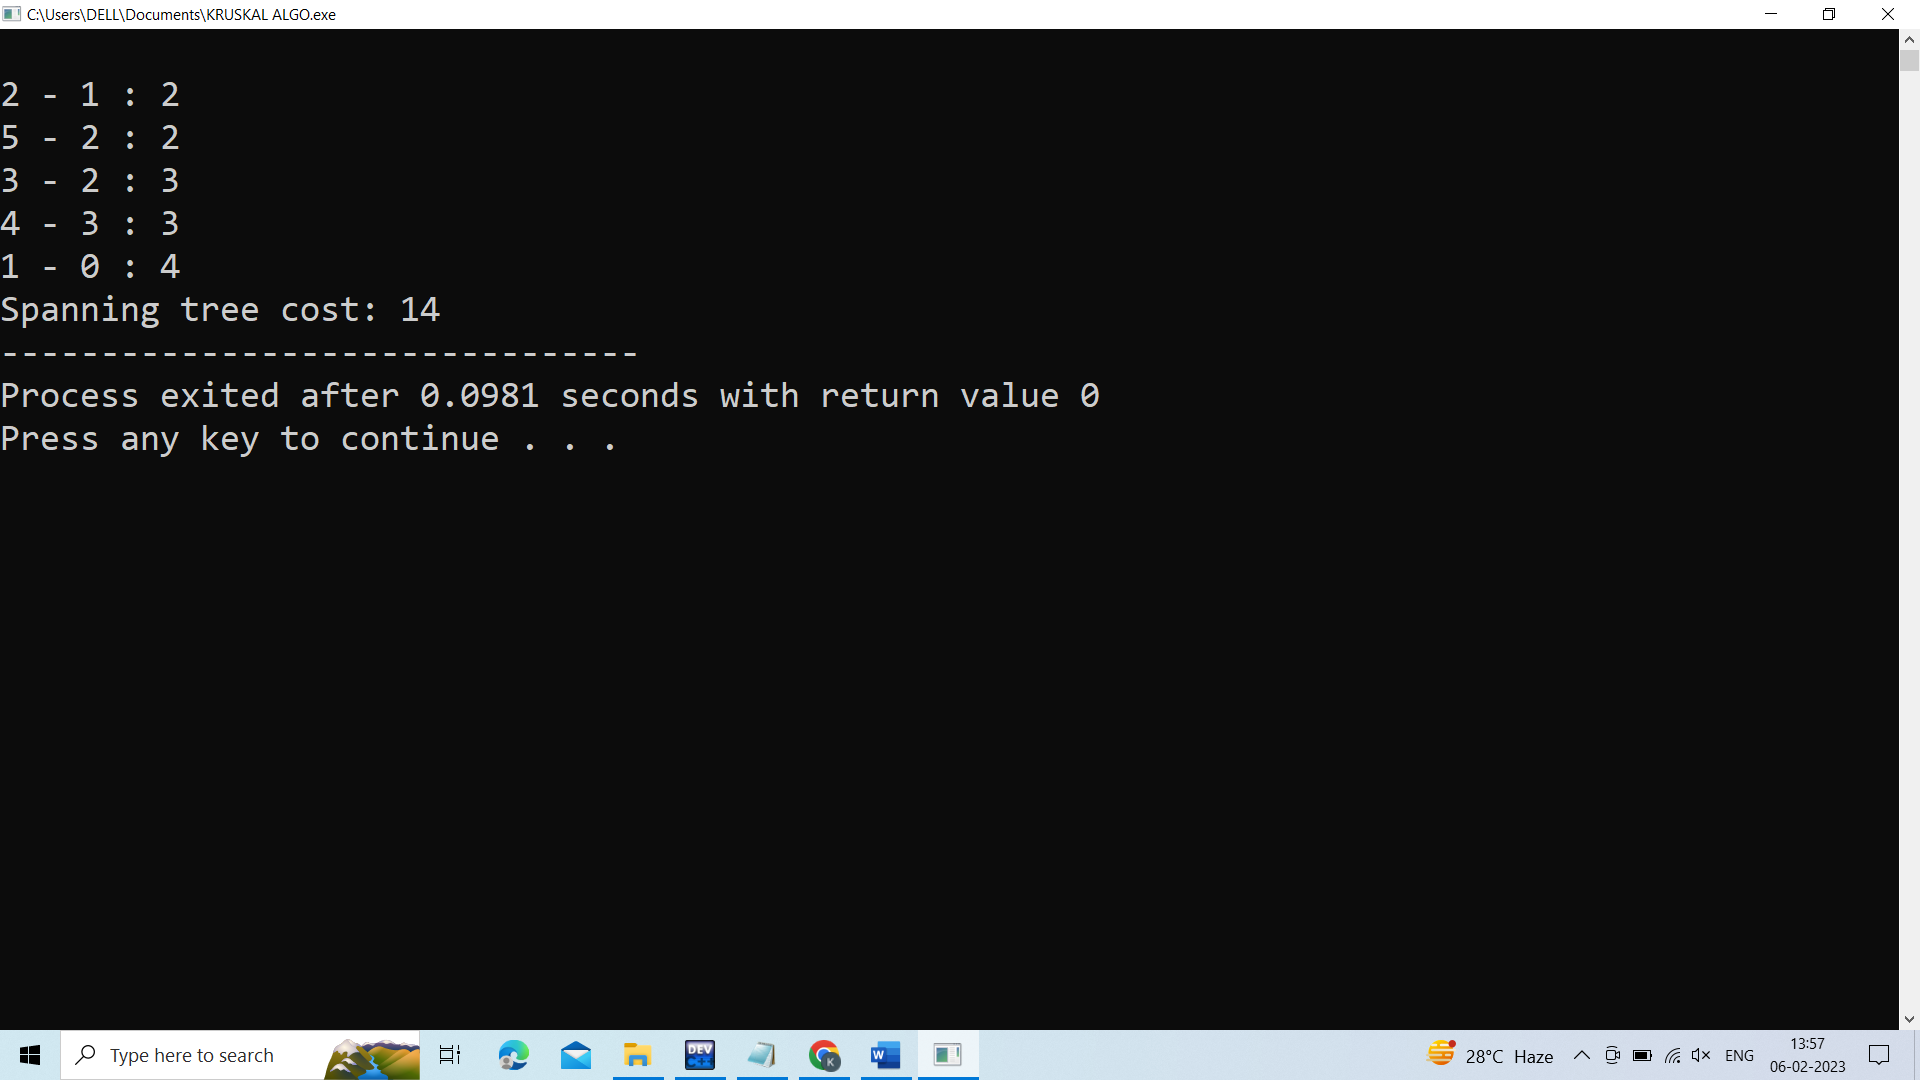 C:\Users\DELL\Documents\KRUSKAL ALGO.exe
2 - 1 : 2
5 - 2 : 2
3 - 2 : 3
4 - 3 : 3
1 - 0 : 4
Spanning tree cost: 14
--------------------------------
Process exited after 0.0981 seconds with return value 0
Press any key to continue . . .
Type here to search
DEV C++
K
W
28°C Haze
ENG
13:57
06-02-2023